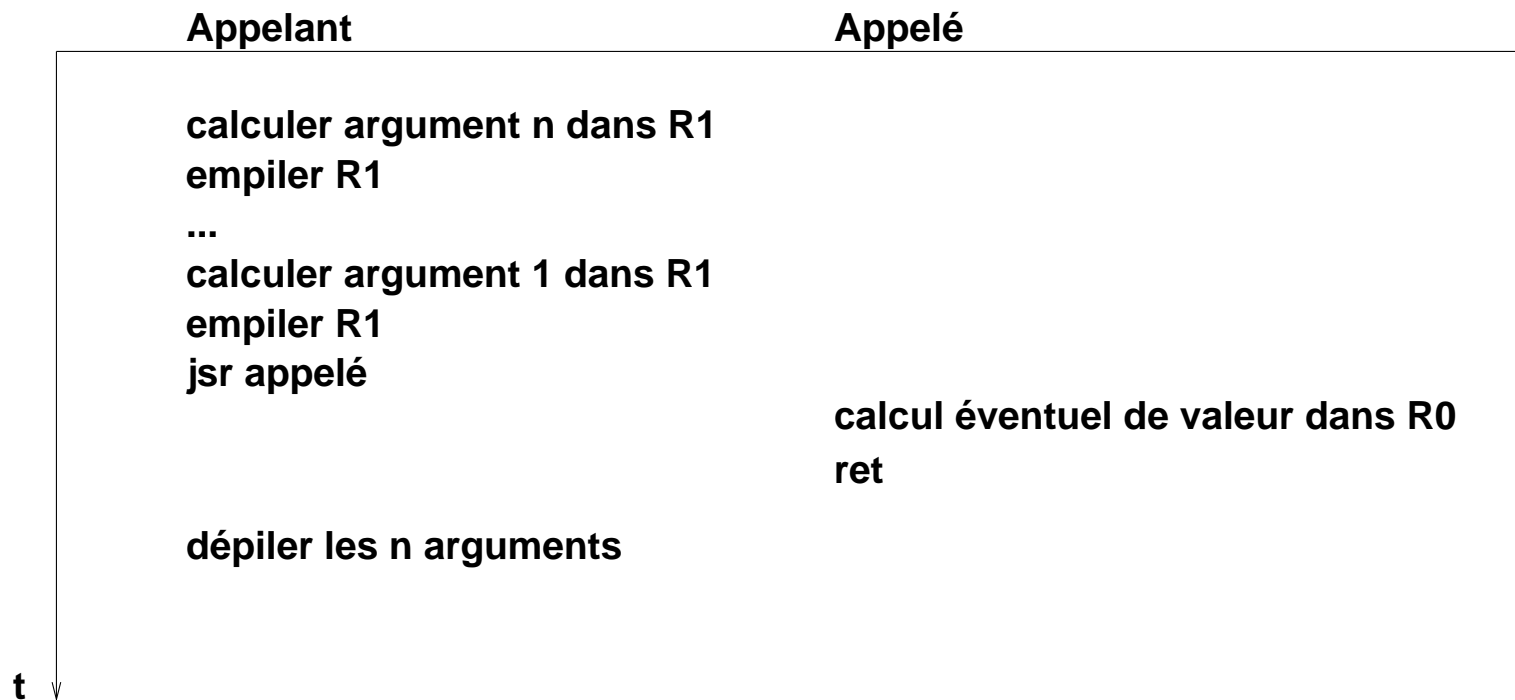 Appelant Appelé
calculer argument n dans R1
empiler R1
...
calculer argument 1 dans R1
empiler R1
jsr appelé
calcul éventuel de valeur dans R0
ret
dépiler les n arguments
t